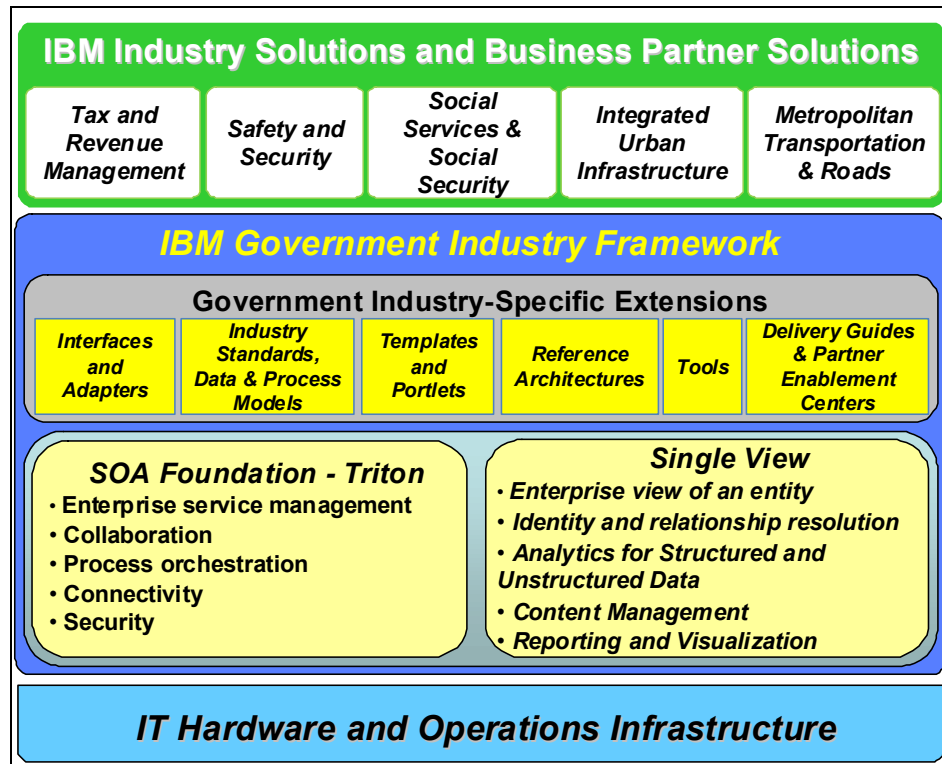 IBM Industry Solutions and Business Partner Solutions
Tax and
Revenue
Management
Safety and
Security
Social
Services &
Social
Security
Integrated
Urban
Infrastructure
Metropolitan
Transportation
& Roads
IBM Government Industry Framework
Government Industry-Specific Extensions
Interfaces
and
Adapters
Industry
Standards,
Data & Process
Models
Templates
and
Portlets
Reference
Architectures
Tools
Delivery Guides
& Partner
Enablement
Centers
SOA Foundation - Triton
• Enterprise service management
• Collaboration
• Process orchestration
• Connectivity
• Security
Single View
• Enterprise view of an entity
• Identity and relationship resolution
• Analytics for Structured and
Unstructured Data
• Content Management
• Reporting and Visualization
IT Hardware and Operations Infrastructure